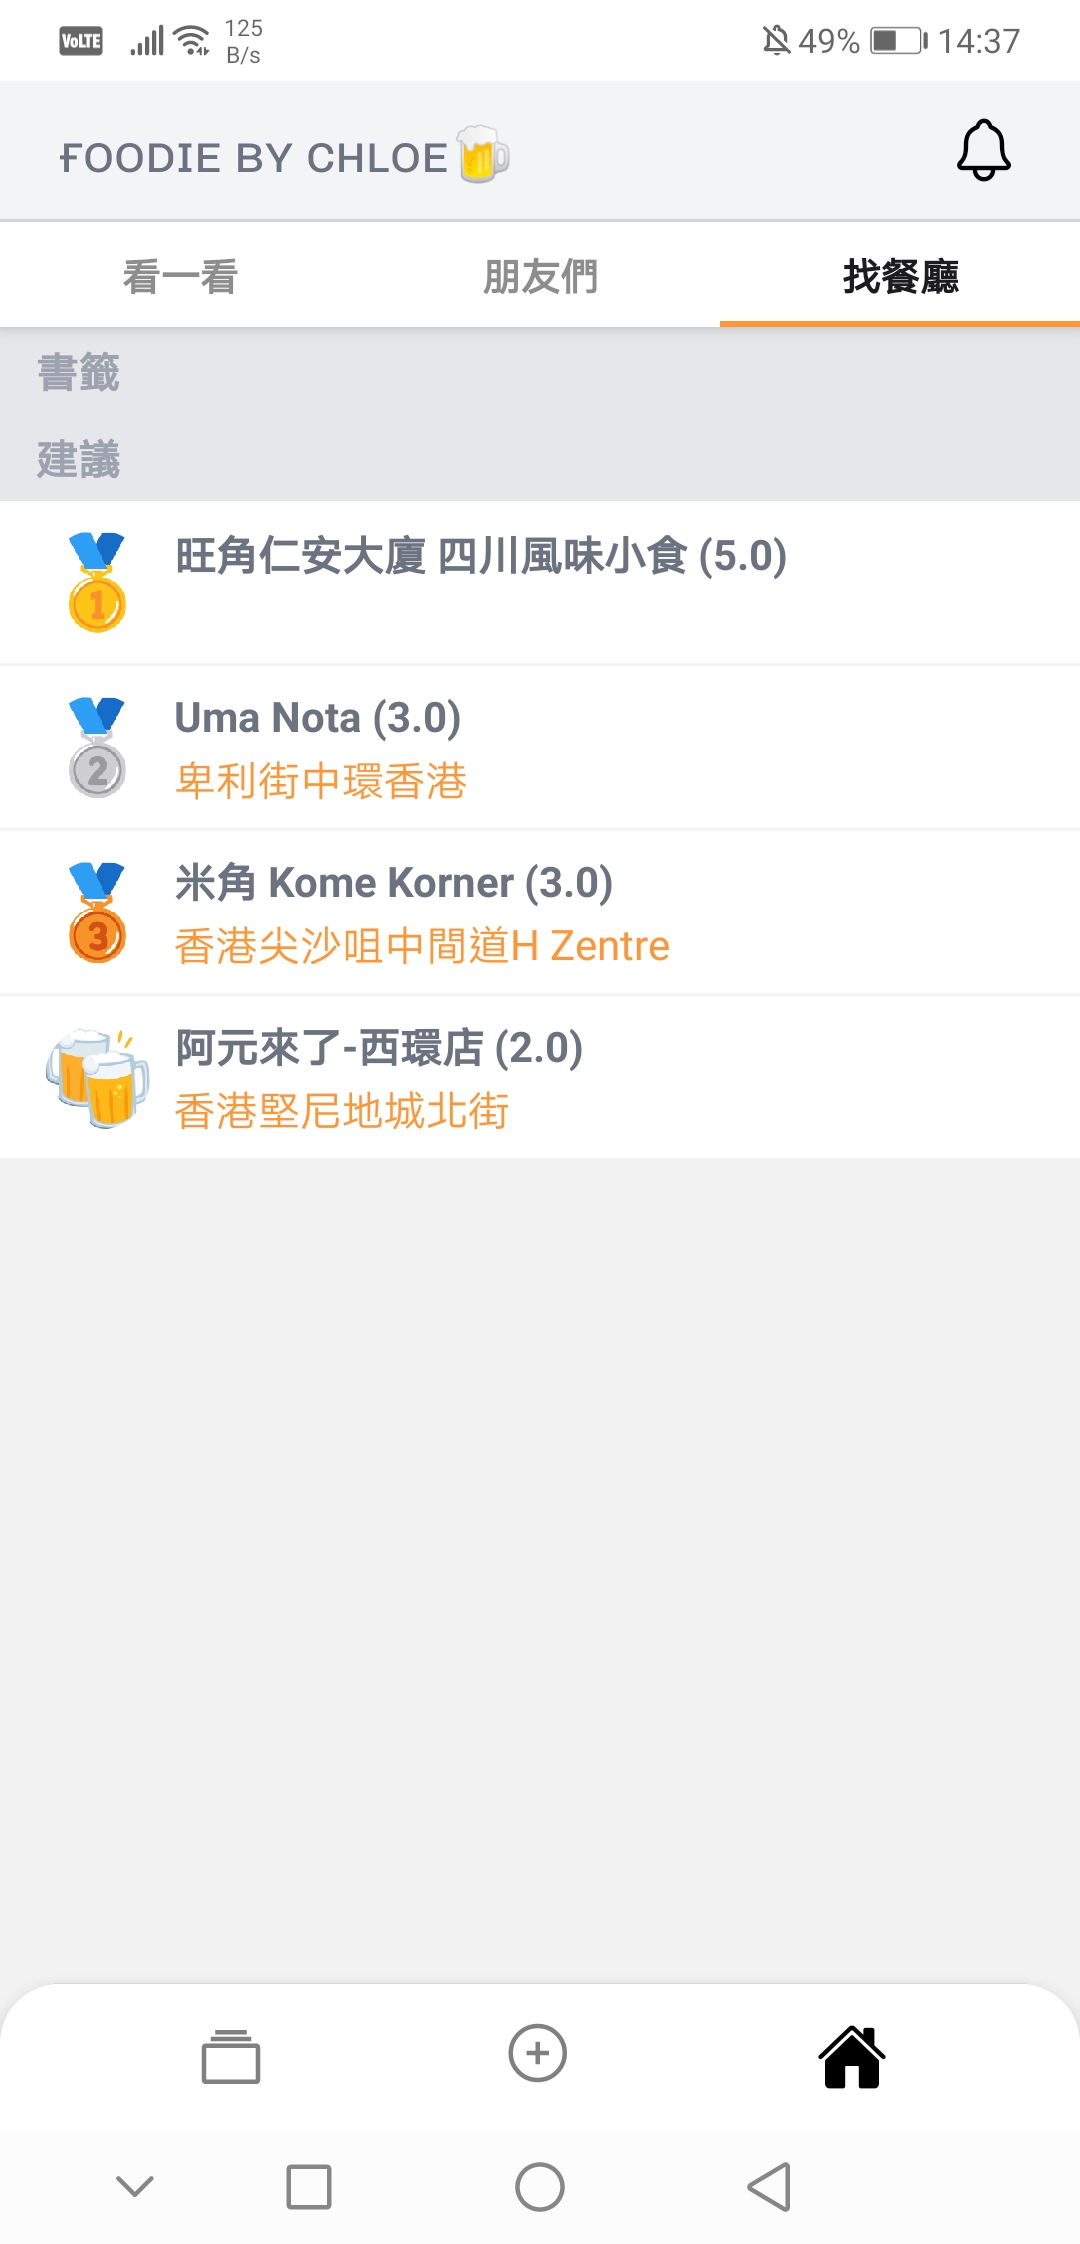 VoLTE 125 B/s 49% 14:37
FOODIE BY CHLOE
看一看 朋友們 找餐廳
書籤
建議
1 旺角仁安大廈 四川風味小食 (5.0)
2 Uma Nota (3.0)
卑利街中環香港
3 米角 Kome Korner (3.0)
香港尖沙咀中間道H Zentre
阿元來了-西環店 (2.0)
香港堅尼地城北街